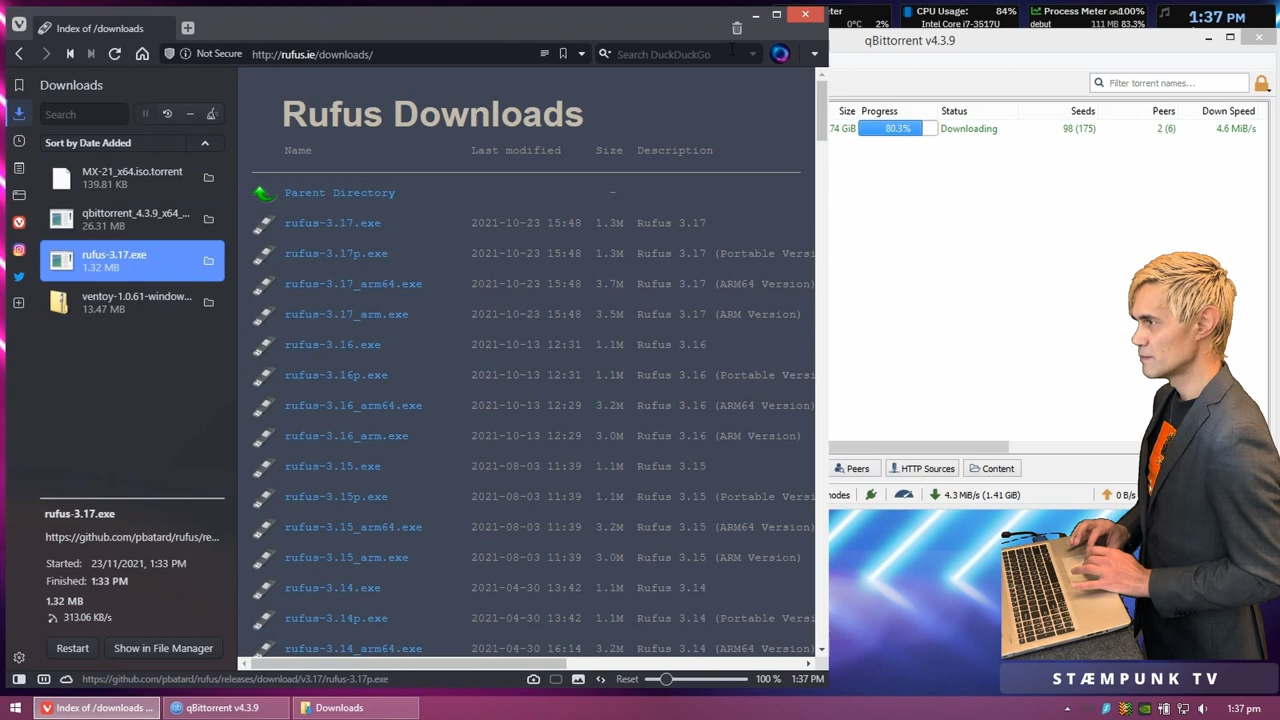 Index of /downloads
Not Secure
http://rufus.ie/downloads/
Search DuckDuckGo
Downloads
Search
Sort by Date Added
MX-21_x64.iso.torrent
139.81 KB
qbittorrent_4.3.9_x64_...
26.31 MB
rufus-3.17.exe
1.32 MB
ventoy-1.0.61-window...
13.47 MB
rufus-3.17.exe
https://github.com/pbatard/rufus/re...
Started: 23/11/2021, 1:33 PM
Finished: 1:33 PM
1.32 MB
313.06 KB/s
Restart
Show in File Manager
Rufus Downloads
Name Last modified Size Description
Parent Directory -
rufus-3.17.exe 2021-10-23 15:48 1.3M Rufus 3.17
rufus-3.17p.exe 2021-10-23 15:48 1.3M Rufus 3.17 (Portable Versi
rufus-3.17_arm64.exe 2021-10-23 15:48 3.7M Rufus 3.17 (ARM64 Version)
rufus-3.17_arm.exe 2021-10-23 15:48 3.5M Rufus 3.17 (ARM Version)
rufus-3.16.exe 2021-10-13 12:31 1.1M Rufus 3.16
rufus-3.16p.exe 2021-10-13 12:31 1.1M Rufus 3.16 (Portable Versi
rufus-3.16_arm64.exe 2021-10-13 12:29 3.2M Rufus 3.16 (ARM64 Version)
rufus-3.16_arm.exe 2021-10-13 12:29 3.0M Rufus 3.16 (ARM Version)
rufus-3.15.exe 2021-08-03 11:39 1.1M Rufus 3.15
rufus-3.15p.exe 2021-08-03 11:39 1.1M Rufus 3.15 (Portable Versi
rufus-3.15_arm64.exe 2021-08-03 11:39 3.2M Rufus 3.15 (ARM64 Version)
rufus-3.15_arm.exe 2021-08-03 11:39 3.0M Rufus 3.15 (ARM Version)
rufus-3.14.exe 2021-04-30 13:42 1.1M Rufus 3.14
rufus-3.14p.exe 2021-04-30 13:42 1.1M Rufus 3.14 (Portable Versi
rufus-3.14_arm64.exe 2021-04-30 16:14 3.2M Rufus 3.14 (ARM64 Version)
https://github.com/pbatard/rufus/releases/download/v3.17/rufus-3.17p.exe
Reset 100 % 1:37 PM
eter
0°C 2%
CPU Usage: 84%
Intel Core i7-3517U
Process Meter 100%
debut 111 MB 83.3%
1:37 PM
qBittorrent v4.3.9
Filter torrent names...
Size Progress Status Seeds Peers Down Speed
74 GiB 80.3% Downloading 98 (175) 2 (6) 4.6 MiB/s
Peers HTTP Sources Content
nodes 4.3 MiB/s (1.41 GiB) 0 B/s
STÆMPUNK TV
Index of /downloads ... qBittorrent v4.3.9 Downloads 1:37 pm